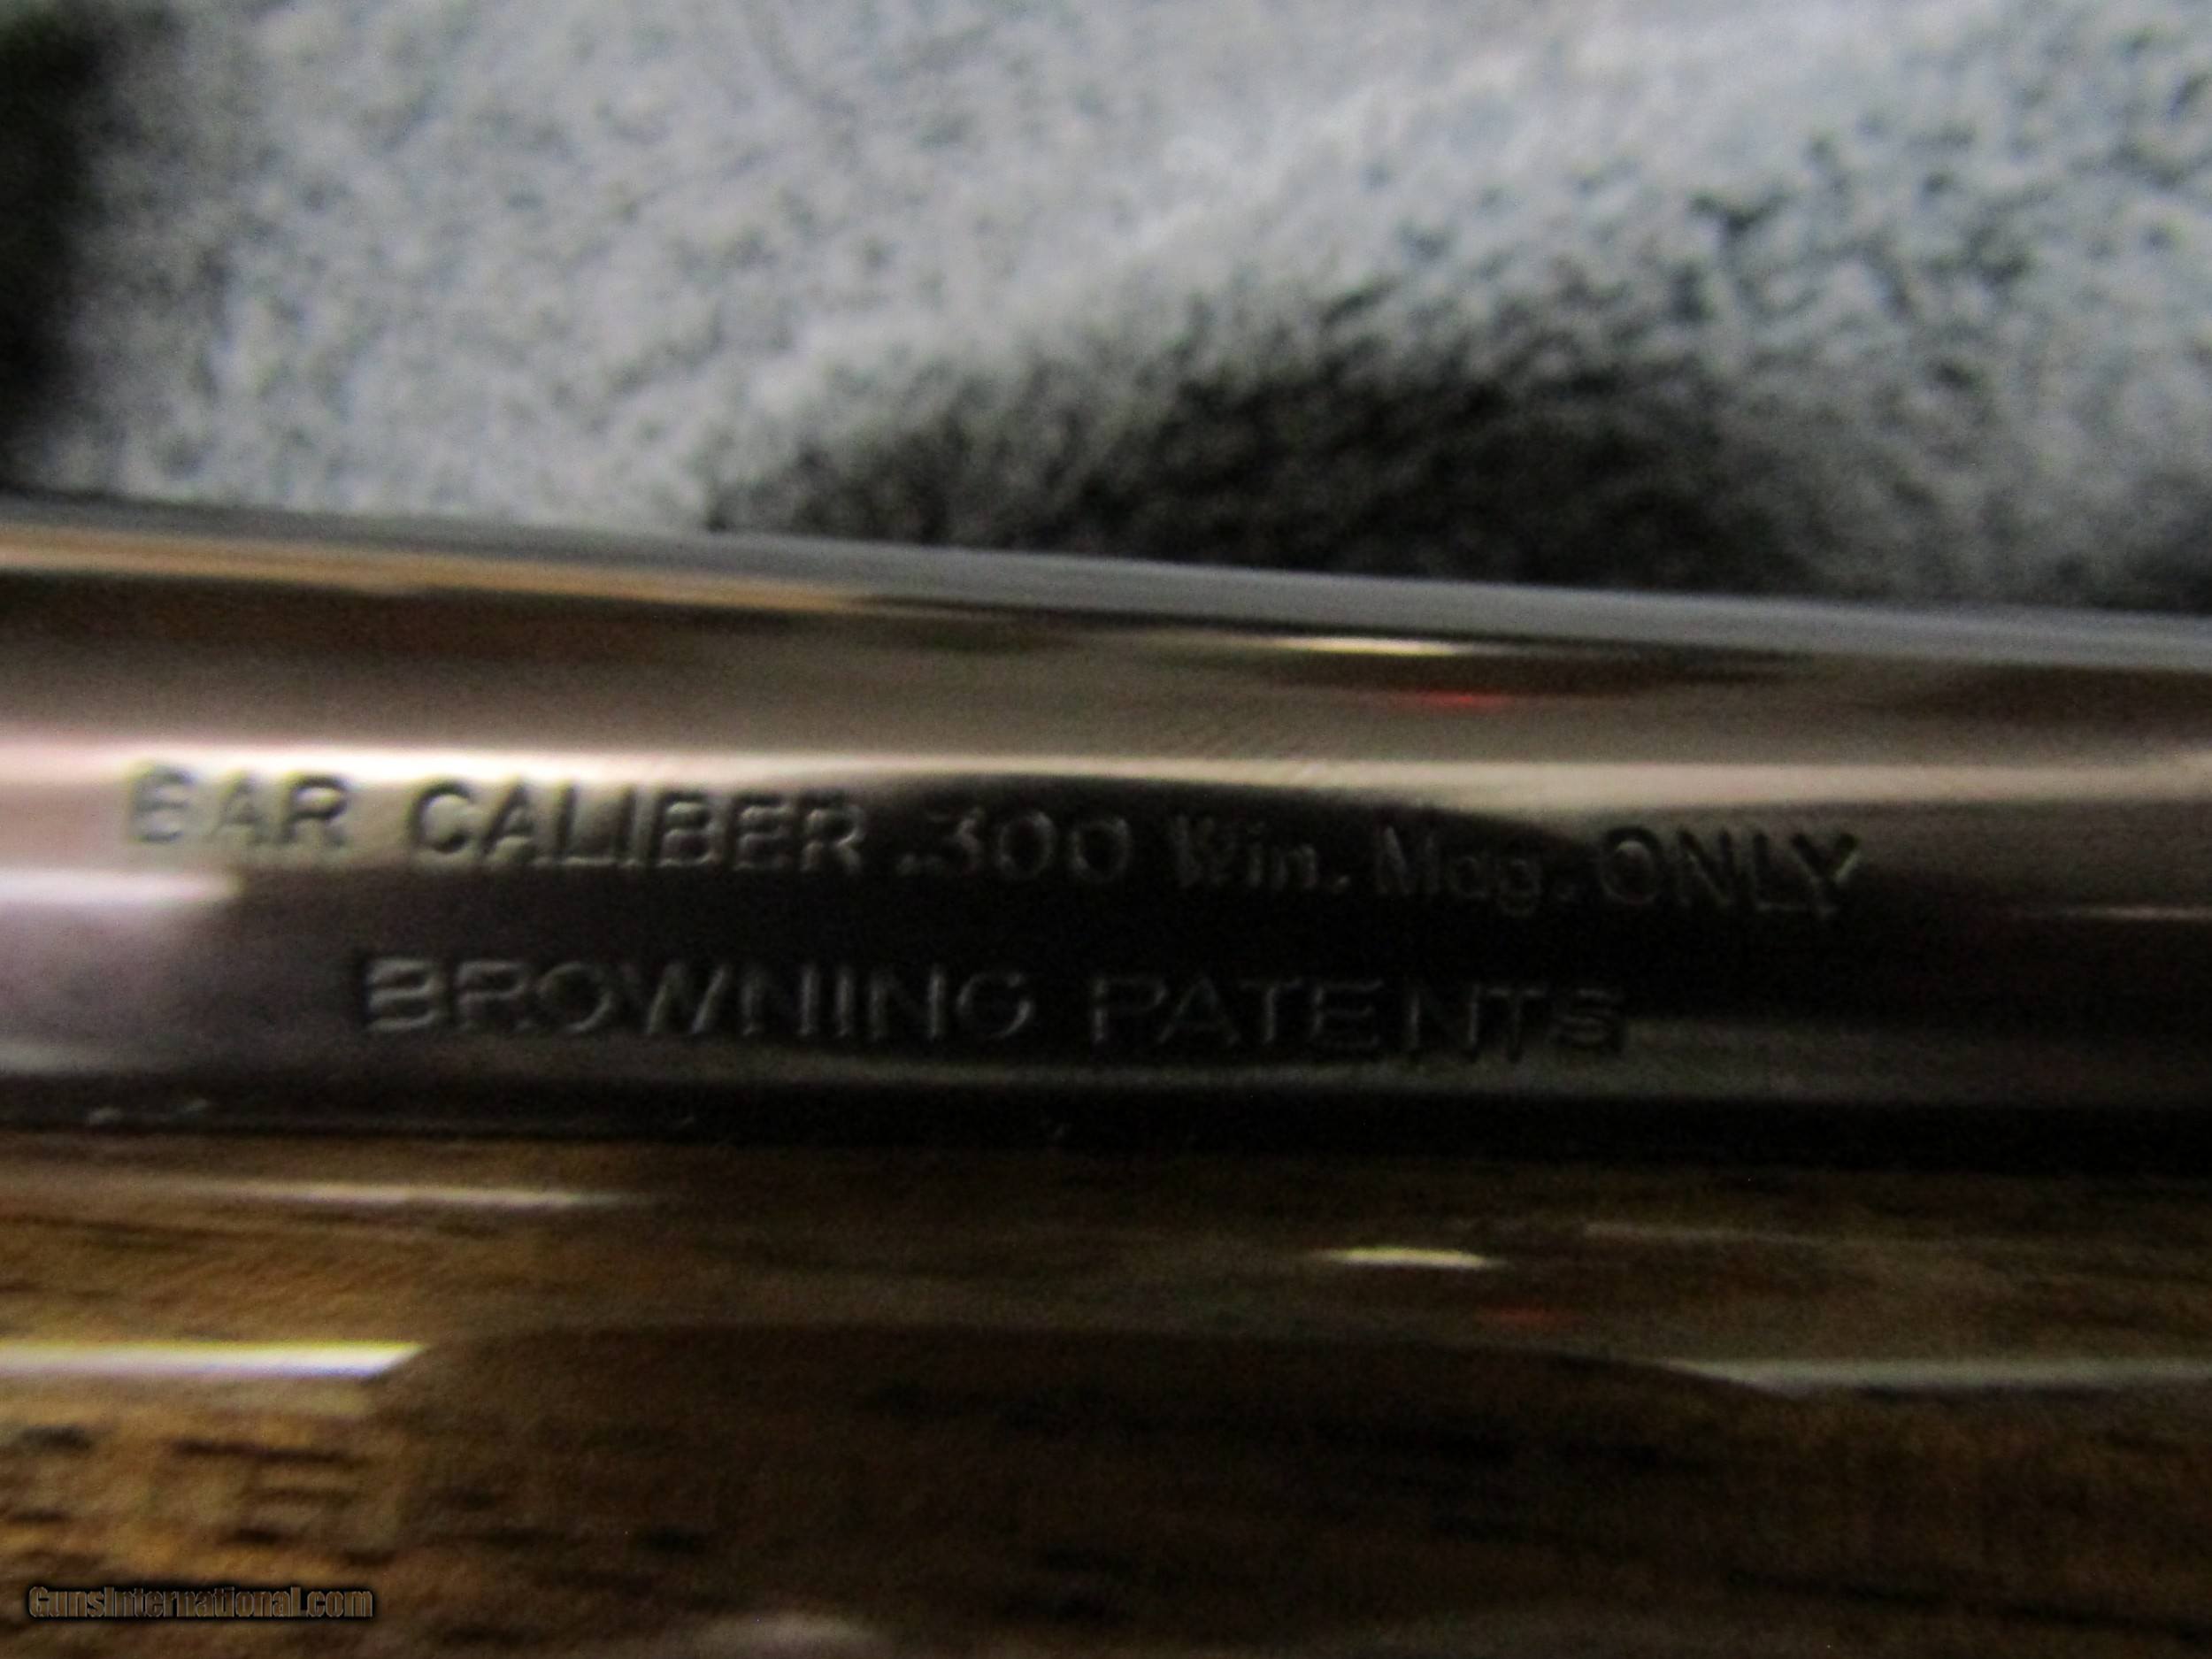 BAR CALIBER .300 Win. Mag. ONLY
BROWNING PATENTS
GunsInternational.com